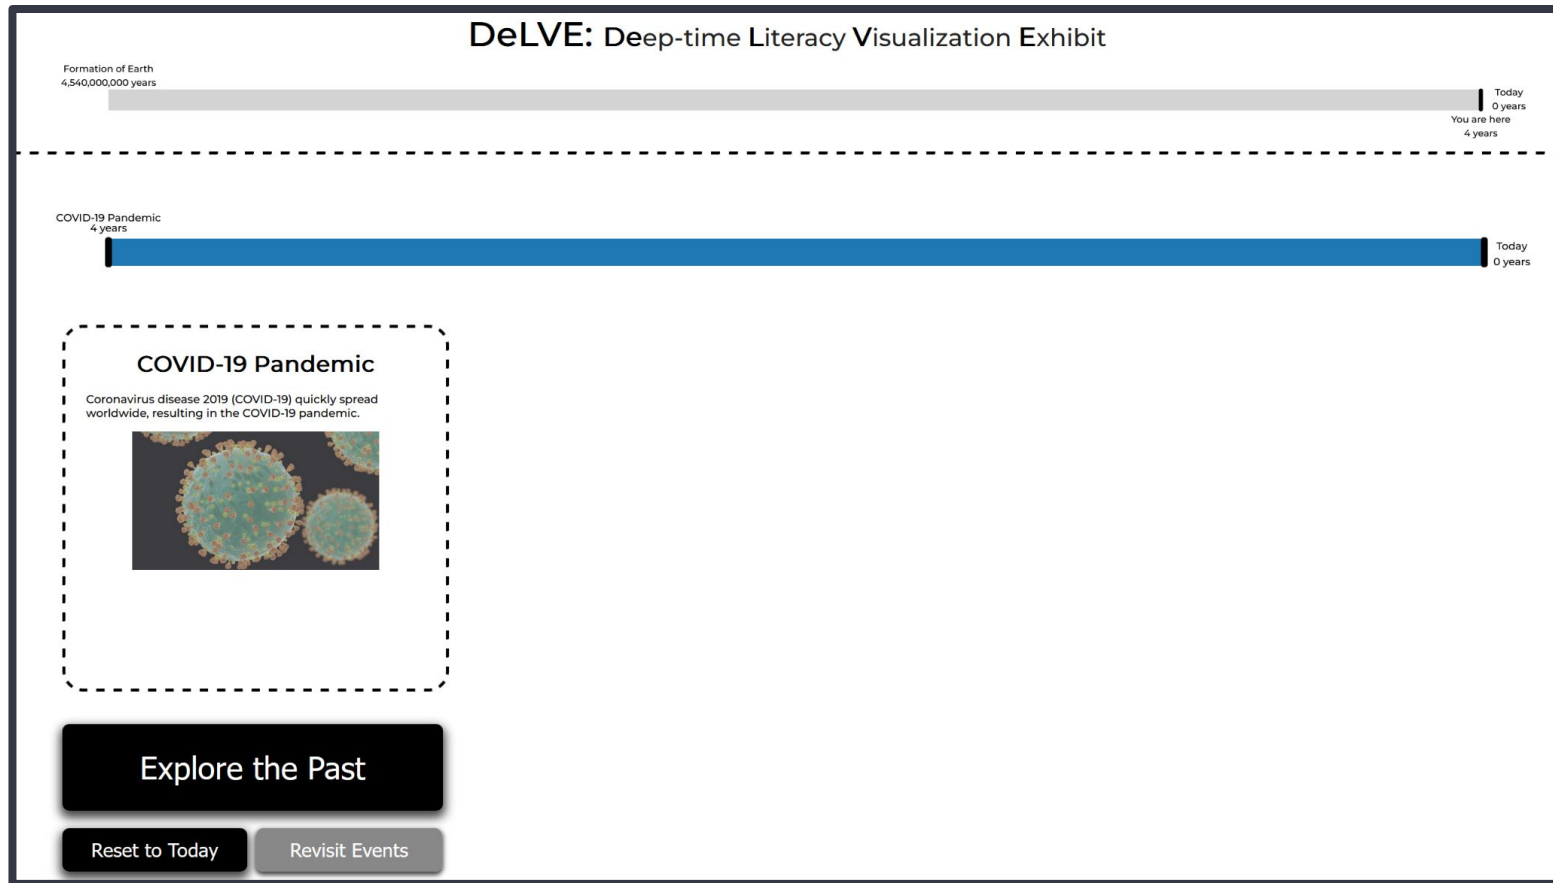 DeLVE: Deep-time Literacy Visualization Exhibit
Formation of Earth
4,540,000,000 years
Today
0 years
You are here
4 years
COVID-19 Pandemic
4 years
Today
0 years
COVID-19 Pandemic
Coronavirus disease 2019 (COVID-19) quickly spread
worldwide, resulting in the COVID-19 pandemic.
Explore the Past
Reset to Today
Revisit Events